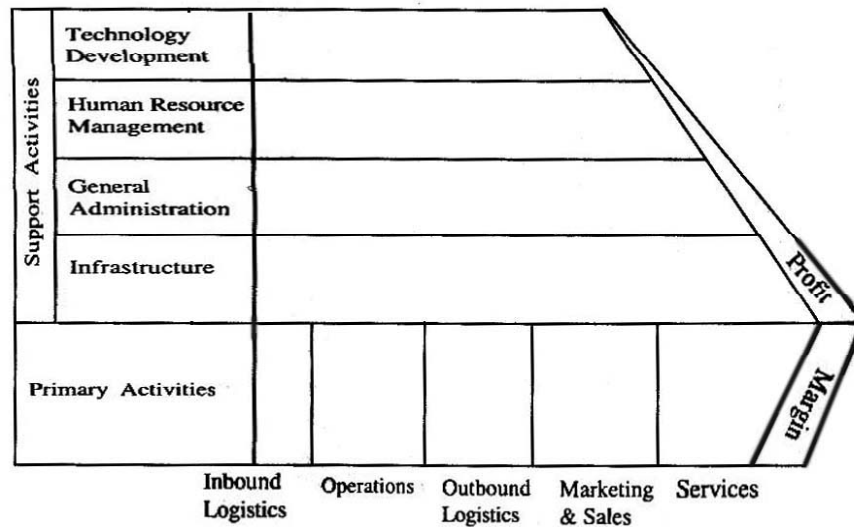 Support Activities
Technology
Development
Human Resource
Management
General
Administration
Infrastructure
Profit
Primary Activities
Margin
Inbound
Logistics
Operations
Outbound
Logistics
Marketing
& Sales
Services